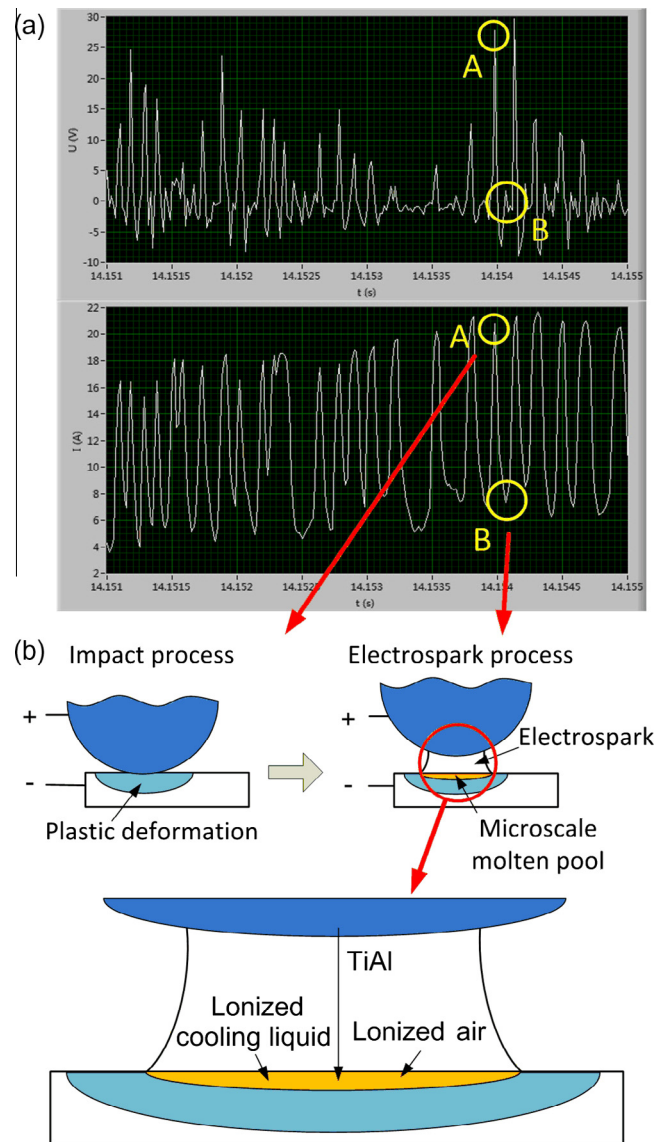 (a)
30
25
20
15
10
5
0
-5
-10
U (V)
A
B
14.151 14.1515 14.152 14.1525 14.153 14.1535 14.154 14.1545 14.155
t (s)
22
20
18
16
14
12
10
8
6
4
2
I (A)
A
B
14.151 14.1515 14.152 14.1525 14.153 14.1535 14.154 14.1545 14.155
t (s)
(b)
Impact process
Electrospark process
+
-
Plastic deformation
+
-
Electrospark
Microscale
molten pool
TiAl
Lonized
cooling liquid
Lonized air